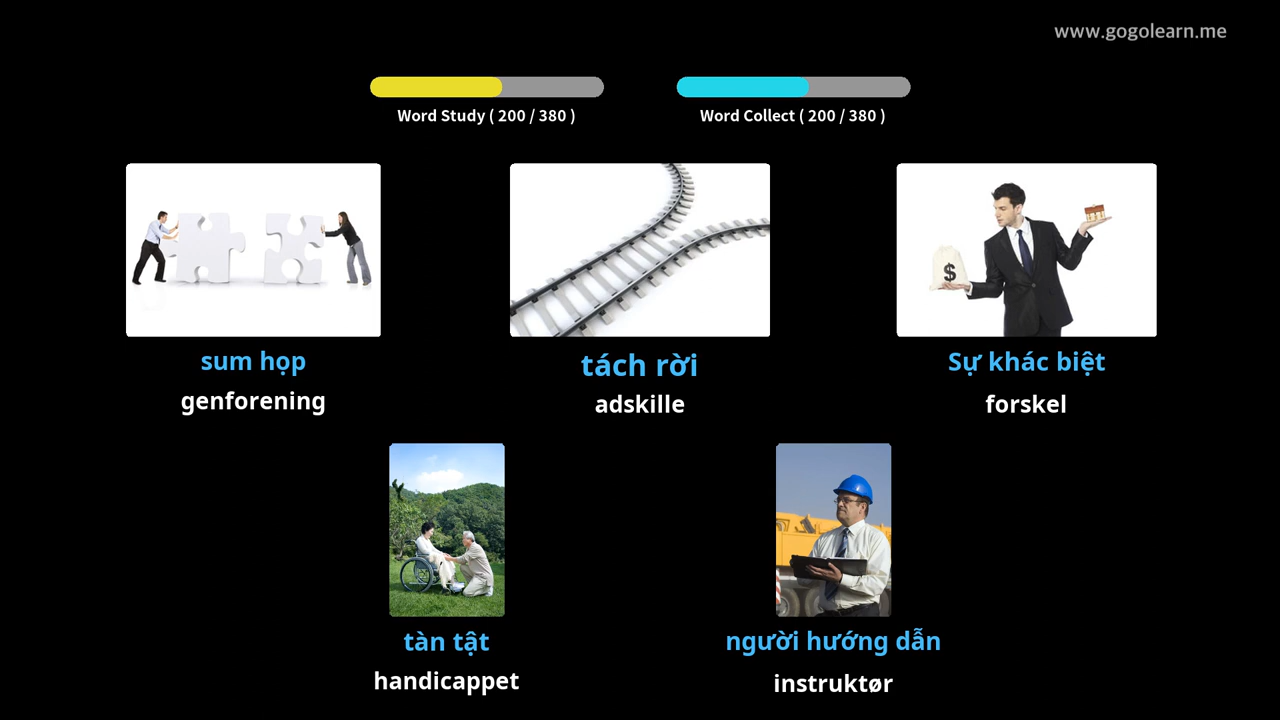 www.gogolearn.me
Word Study ( 200 / 380 )
Word Collect ( 200 / 380 )
sum họp
genforening
tách rời
adskille
Sự khác biệt
forskel
$
tàn tật
handicappet
người hướng dẫn
instruktør